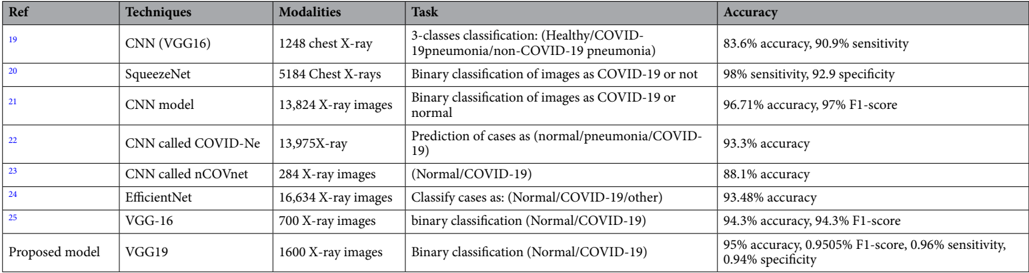 Ref Techniques Modalities Task Accuracy
19 CNN (VGG16) 1248 chest X-ray 3-classes classification: (Healthy/COVID-
19pneumonia/non-COVID-19 pneumonia) 83.6% accuracy, 90.9% sensitivity
20 SqueezeNet 5184 Chest X-rays Binary classification of images as COVID-19 or not 98% sensitivity, 92.9 specificity
21 CNN model 13,824 X-ray images Binary classification of images as COVID-19 or
normal 96.71% accuracy, 97% F1-score
22 CNN called COVID-Ne 13,975X-ray Prediction of cases as (normal/pneumonia/COVID-
19) 93.3% accuracy
23 CNN called nCOVnet 284 X-ray images (Normal/COVID-19) 88.1% accuracy
24 EfficientNet 16,634 X-ray images Classify cases as: (Normal/COVID-19/other) 93.48% accuracy
25 VGG-16 700 X-ray images binary classification (Normal/COVID-19) 94.3% accuracy, 94.3% F1-score
Proposed model VGG19 1600 X-ray images Binary classification (Normal/COVID-19) 95% accuracy, 0.9505% F1-score, 0.96% sensitivity,
0.94% specificity